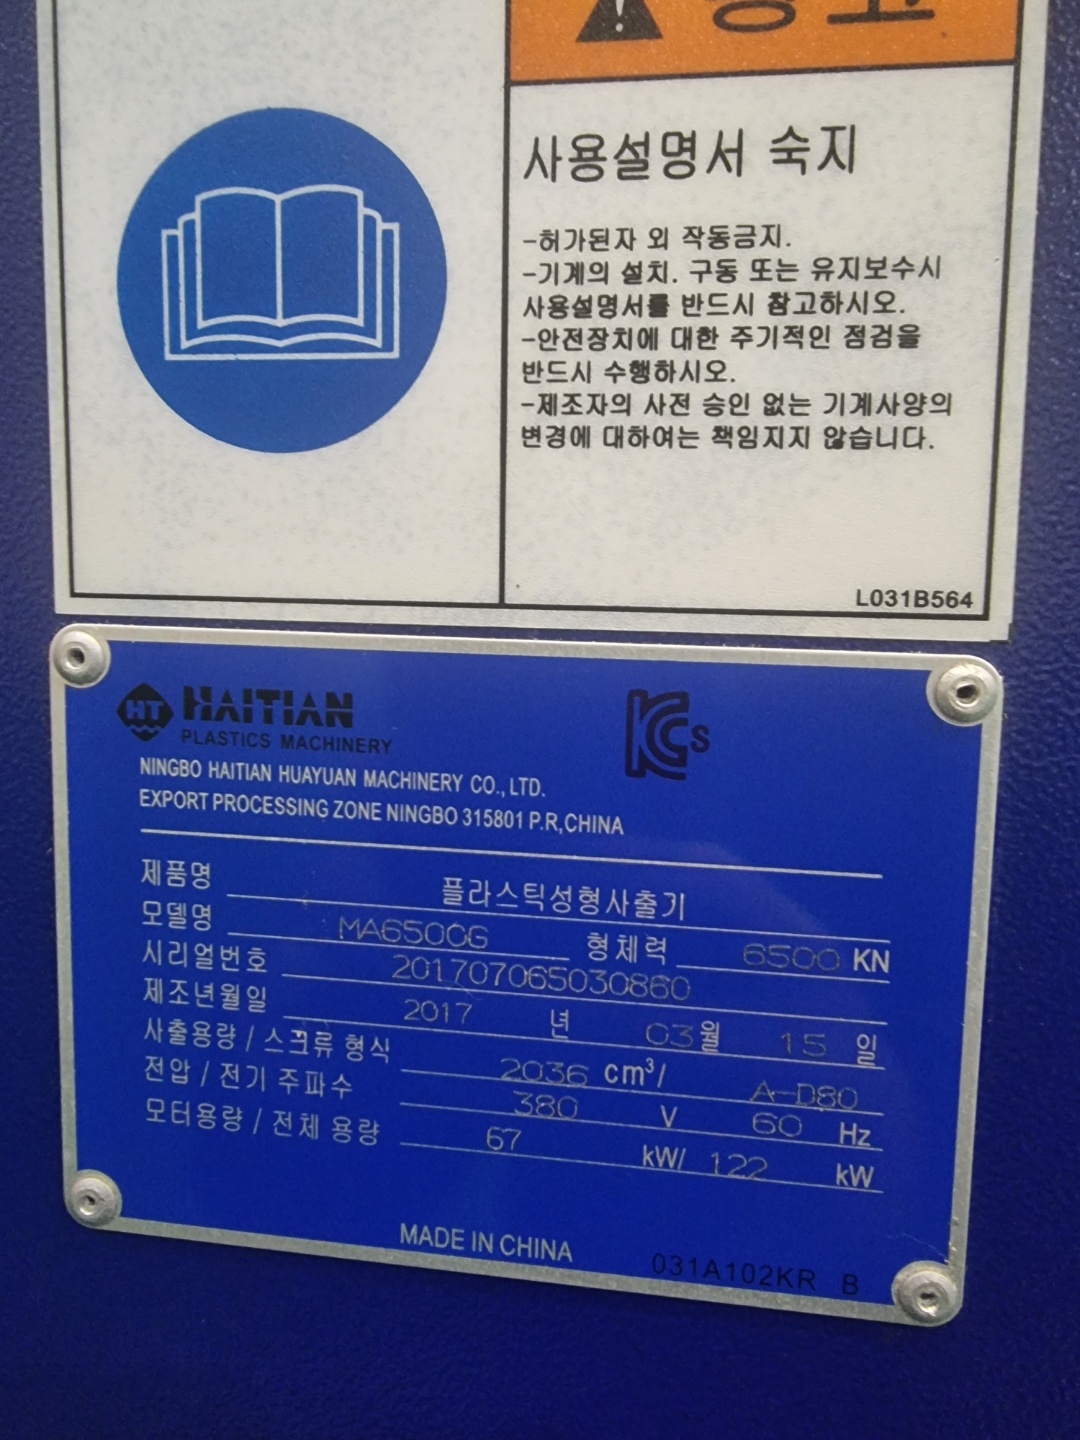 경고
사용설명서 숙지
-허가된자 외 작동금지.
-기계의 설치. 구동 또는 유지보수시
사용설명서를 반드시 참고하시오.
-안전장치에 대한 주기적인 점검을
반드시 수행하시오.
-제조자의 사전 승인 없는 기계사양의
변경에 대하여는 책임지지 않습니다.
L031B564
HT HAITIAN
PLASTICS MACHINERY
KCs
NINGBO HAITIAN HUAYUAN MACHINERY CO., LTD.
EXPORT PROCESSING ZONE NINGBO 315801 P.R,CHINA
제품명 플라스틱성형사출기
모델명 MA6500G 형체력 6500 KN
시리얼번호 201707065030860
제조년월일 2017 년 03월 15 일
사출용량 / 스크류 형식 2036 cm³/ A-D80
전압 / 전기 주파수 380 V 60 Hz
모터용량 / 전체 용량 67 kW/ 122 kW
MADE IN CHINA
031A102KR B